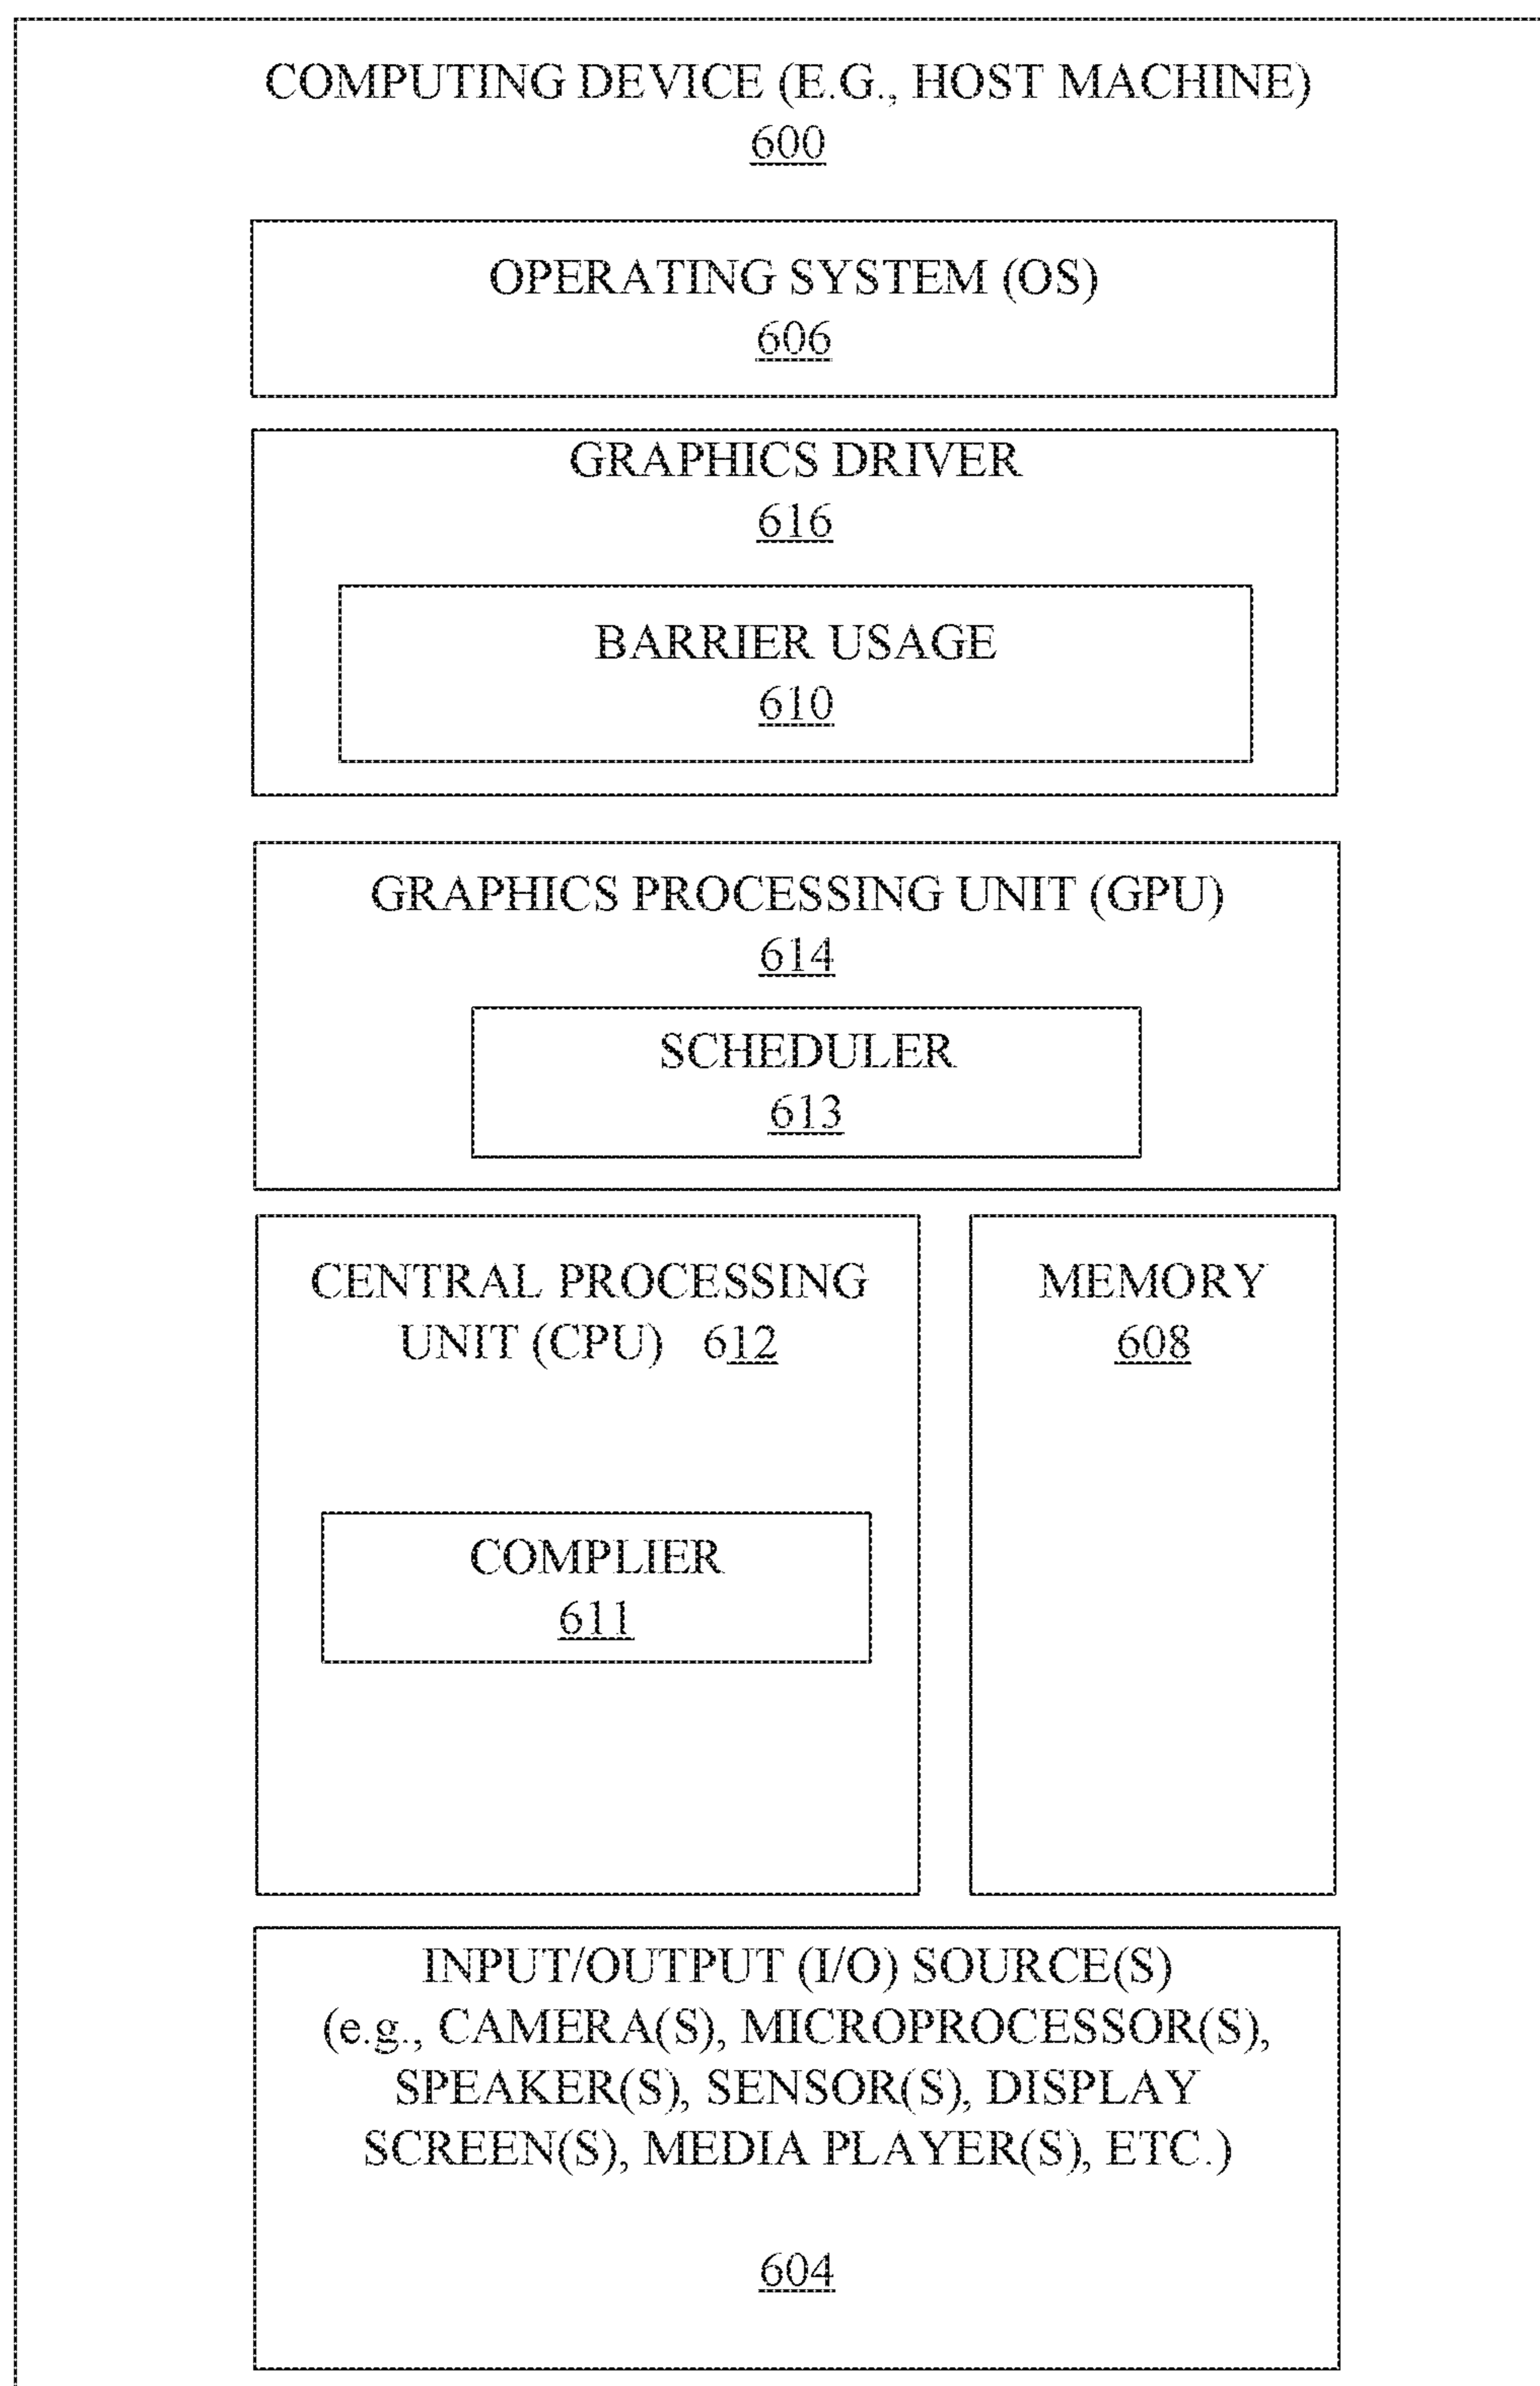 COMPUTING DEVICE (E.G., HOST MACHINE)
600
OPERATING SYSTEM (OS)
606
GRAPHICS DRIVER
616
BARRIER USAGE
610
GRAPHICS PROCESSING UNIT (GPU)
614
SCHEDULER
613
CENTRAL PROCESSING
UNIT (CPU) 612
COMPLIER
611
MEMORY
608
INPUT/OUTPUT (I/O) SOURCE(S)
(e.g., CAMERA(S), MICROPROCESSOR(S),
SPEAKER(S), SENSOR(S), DISPLAY
SCREEN(S), MEDIA PLAYER(S), ETC.)
604